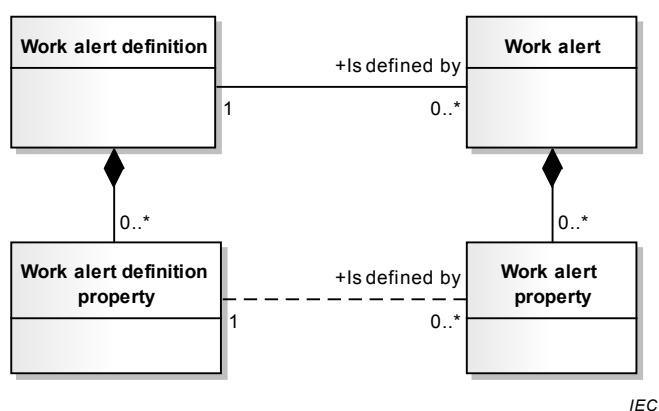 Work alert definition
Work alert
+Is defined by
1
0..*
0..*
0..*
Work alert definition
property
Work alert
property
+Is defined by
1
0..*
IEC